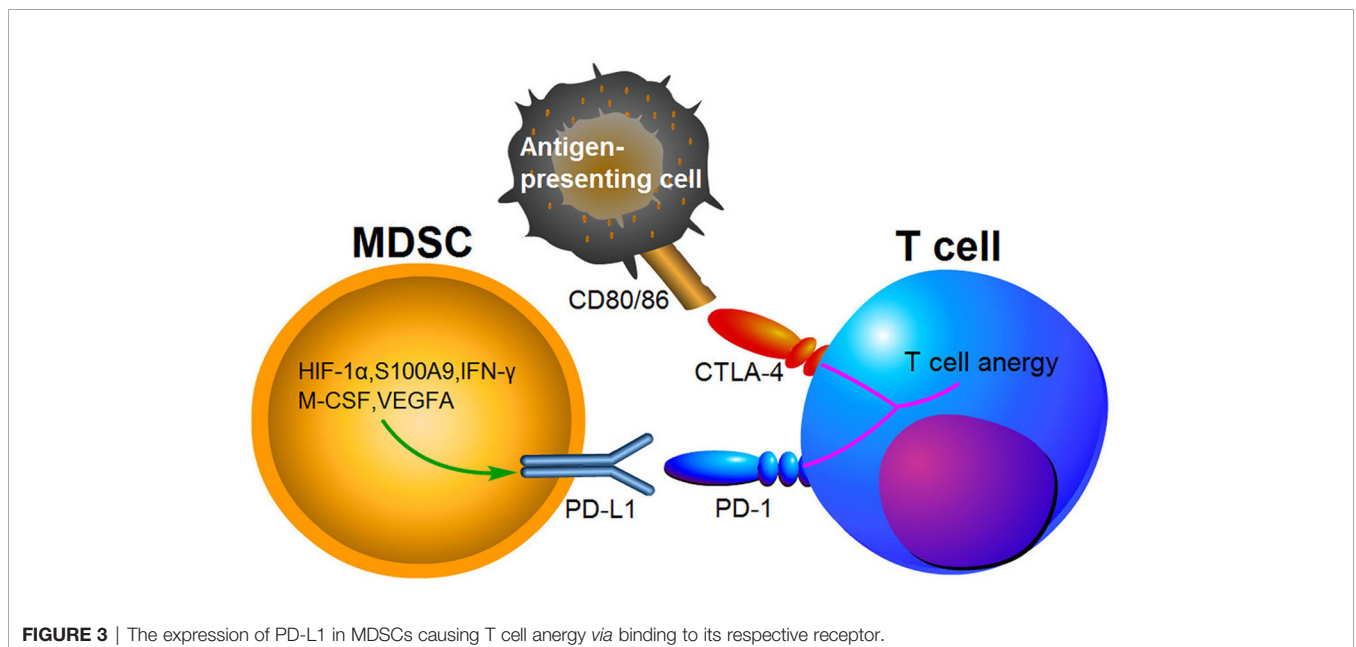 Antigen-
presenting cell
MDSC
T cell
CD80/86
HIF-1α,S100A9,IFN-γ
M-CSF,VEGFA
CTLA-4
T cell anergy
PD-L1
PD-1
FIGURE 3 | The expression of PD-L1 in MDSCs causing T cell anergy via binding to its respective receptor.